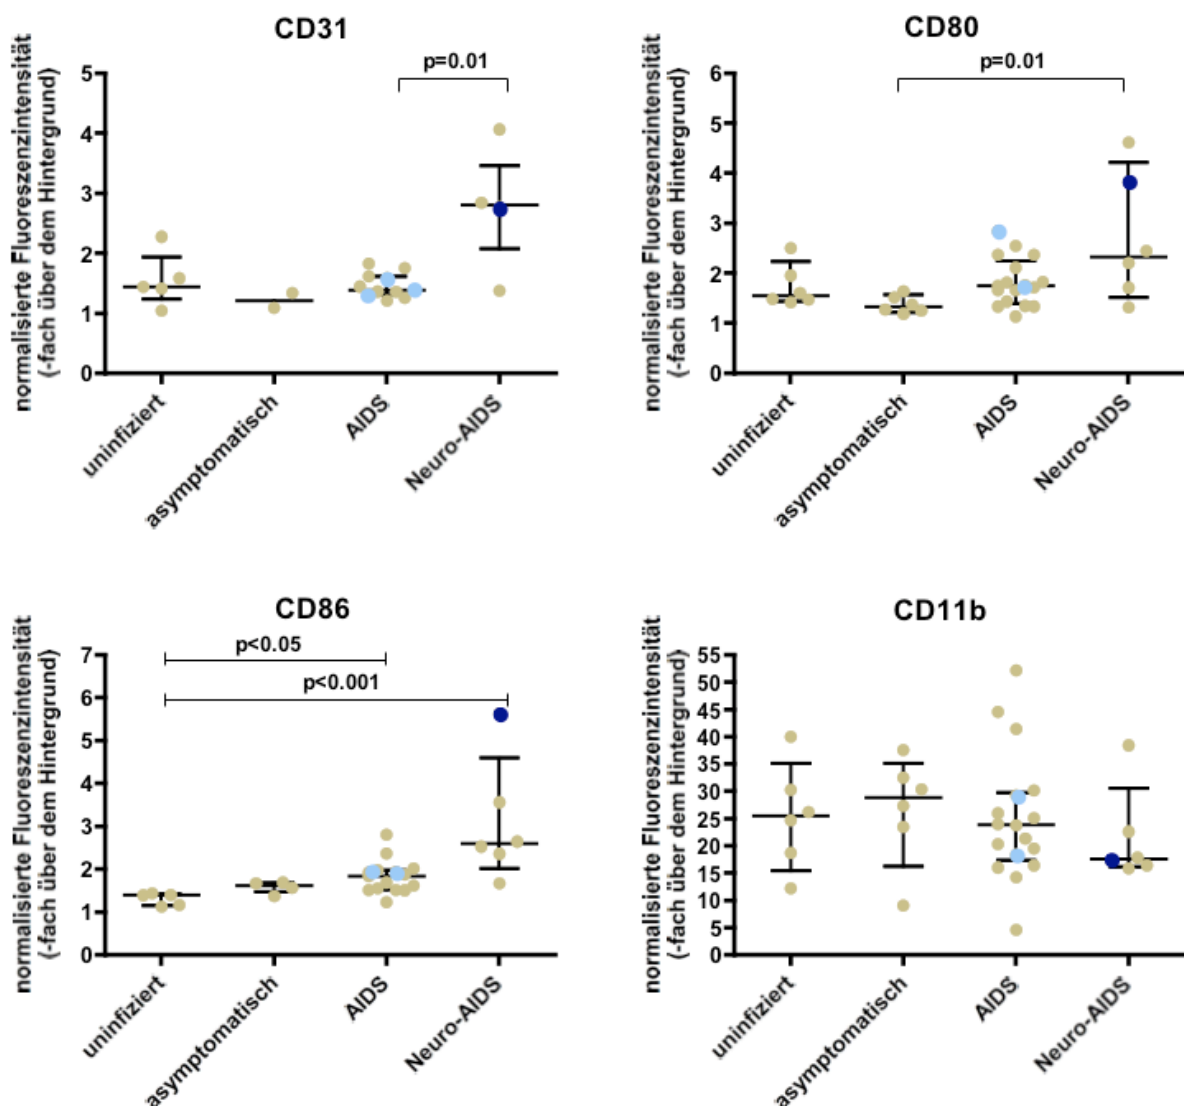 CD31
p=0.01
normalisierte Fluoreszenzintensität
(-fach über dem Hintergrund)
5
4
3
2
1
0
uninfiziert
asymptomatisch
AIDS
Neuro-AIDS
CD80
p=0.01
normalisierte Fluoreszenzintensität
(-fach über dem Hintergrund)
6
5
4
3
2
1
0
uninfiziert
asymptomatisch
AIDS
Neuro-AIDS
CD86
p<0.05
p<0.001
normalisierte Fluoreszenzintensität
(-fach über dem Hintergrund)
7
6
5
4
3
2
1
0
uninfiziert
asymptomatisch
AIDS
Neuro-AIDS
CD11b
normalisierte Fluoreszenzintensität
(-fach über dem Hintergrund)
55
50
45
40
35
30
25
20
15
10
5
0
uninfiziert
asymptomatisch
AIDS
Neuro-AIDS